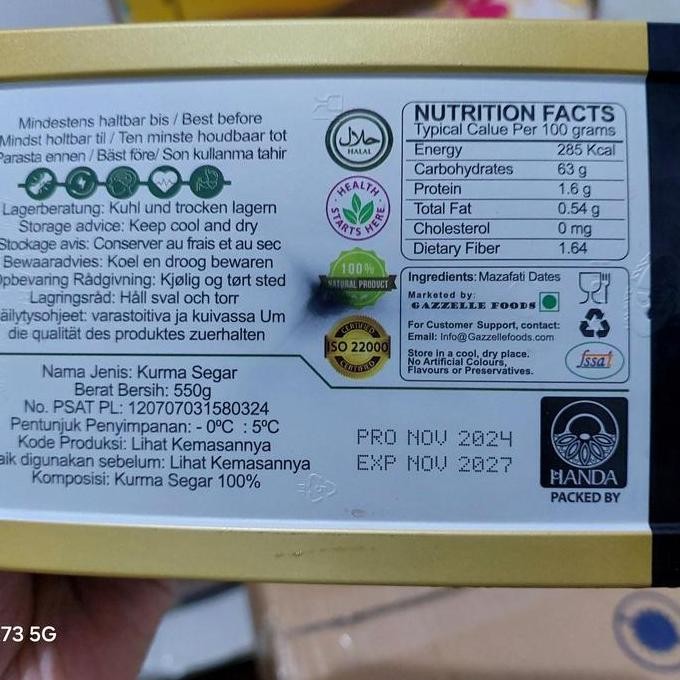 Mindestens haltbar bis / Best before
Mindst holtbar til / Ten minste houdbaar tot
Parasta ennen / Bäst före/ Son kullanma tahir
Lagerberatung: Kuhl und trocken lagern
Storage advice: Keep cool and dry
Stockage avis: Conserver au frais et au sec
Bewaaradvies: Koel en droog bewaren
Opbevaring Rådgivning: Kjølig og tørt sted
Lagringsråd: Håll sval och torr
äilytysohjeet: varastoitiva ja kuivassa Um
die qualität des produktes zuerhalten
Nama Jenis: Kurma Segar
Berat Bersih: 550g
No. PSAT PL: 120707031580324
Pentunjuk Penyimpanan: - 0ºC : 5ºC
Kode Produksi: Lihat Kemasannya
aik digunakan sebelum: Lihat Kemasannya
Komposisi: Kurma Segar 100%
حلال
HALAL
HEALTH
STARTS HERE
100%
NATURAL PRODUCT
CERTIFIED
ISO 22000
CERTIFIED
NUTRITION FACTS
Typical Calue Per 100 grams
Energy 285 Kcal
Carbohydrates 63 g
Protein 1.6 g
Total Fat 0.54 g
Cholesterol 0 mg
Dietary Fiber 1.64
Ingredients: Mazafati Dates
Marketed by:
GAZZELLE FOODS
For Customer Support, contact:
Email: Info@Gazzellefoods.com
Store in a cool, dry place.
No Artificial Colours,
Flavours or Preservatives.
fssai
PRO NOV 2024
EXP NOV 2027
HANDA
PACKED BY
73 5G